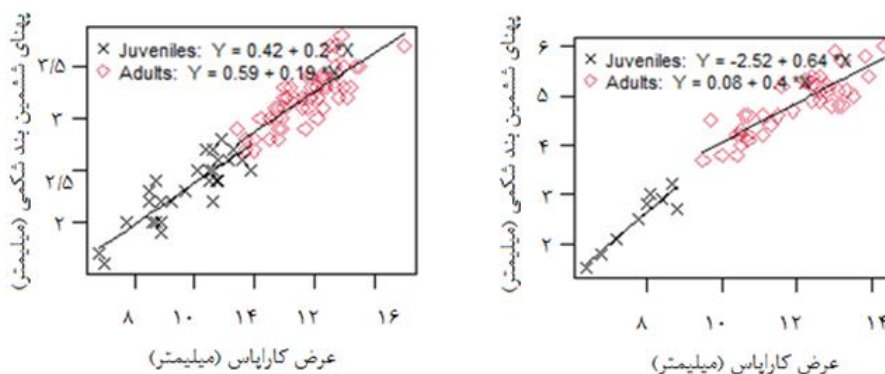 پهنای ششمین بند شکمی (میلیمتر)
× Juveniles: Y = 0.42 + 0.2 *X
◇ Adults: Y = 0.59 + 0.19 *X
۳/۵
۳
۲/۵
۲
۸ ۱۰ ۱۴ ۱۲ ۱۶
عرض کاراپاس (میلیمتر)
پهنای ششمین بند شکمی (میلیمتر)
× Juveniles: Y = -2.52 + 0.64 *X
◇ Adults: Y = 0.08 + 0.4 *X
۶
۵
۴
۳
۲
۸ ۱۰ ۱۲ ۱۴
عرض کاراپاس (میلیمتر)